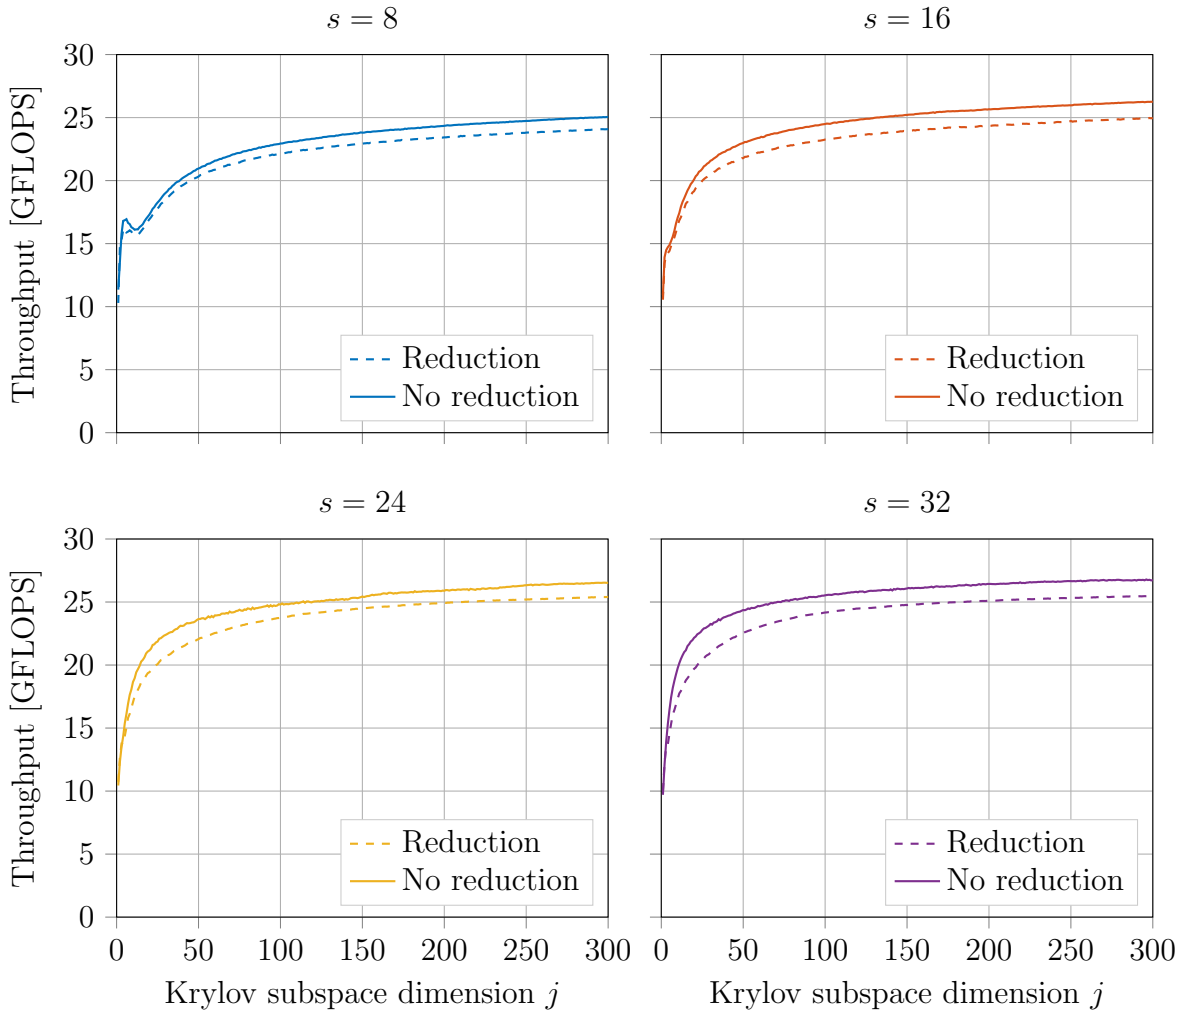 s = 8
s = 16
30
25
20
15
10
5
0
Throughput [GFLOPS]
Reduction
No reduction
Reduction
No reduction
s = 24
s = 32
30
25
20
15
10
5
0
Throughput [GFLOPS]
Reduction
No reduction
Reduction
No reduction
0 50 100 150 200 250 300
0 50 100 150 200 250 300
Krylov subspace dimension j
Krylov subspace dimension j